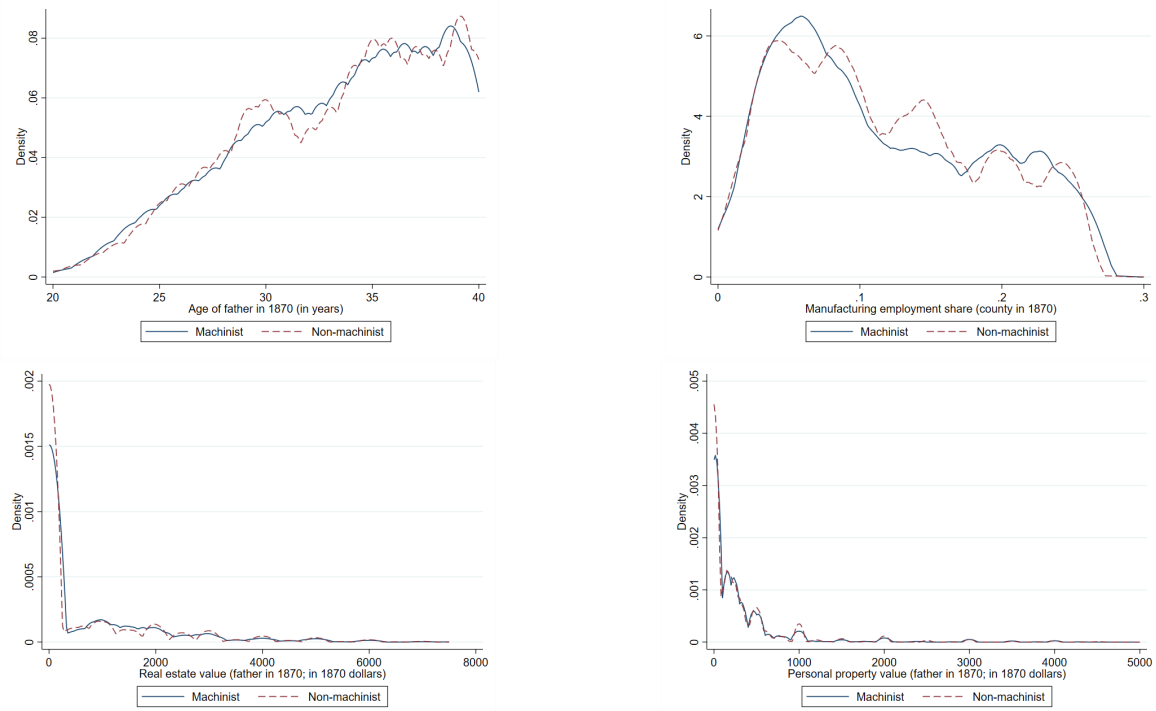 Density
0
.02
.04
.06
.08
20
25
30
35
40
Age of father in 1870 (in years)
Machinist
Non-machinist
Density
0
2
4
6
0
.1
.2
.3
Manufacturing employment share (county in 1870)
Machinist
Non-machinist
Density
0
.0005
.001
.0015
.002
0
2000
4000
6000
8000
Real estate value (father in 1870; in 1870 dollars)
Machinist
Non-machinist
Density
0
.001
.002
.003
.004
.005
0
1000
2000
3000
4000
5000
Personal property value (father in 1870; in 1870 dollars)
Machinist
Non-machinist